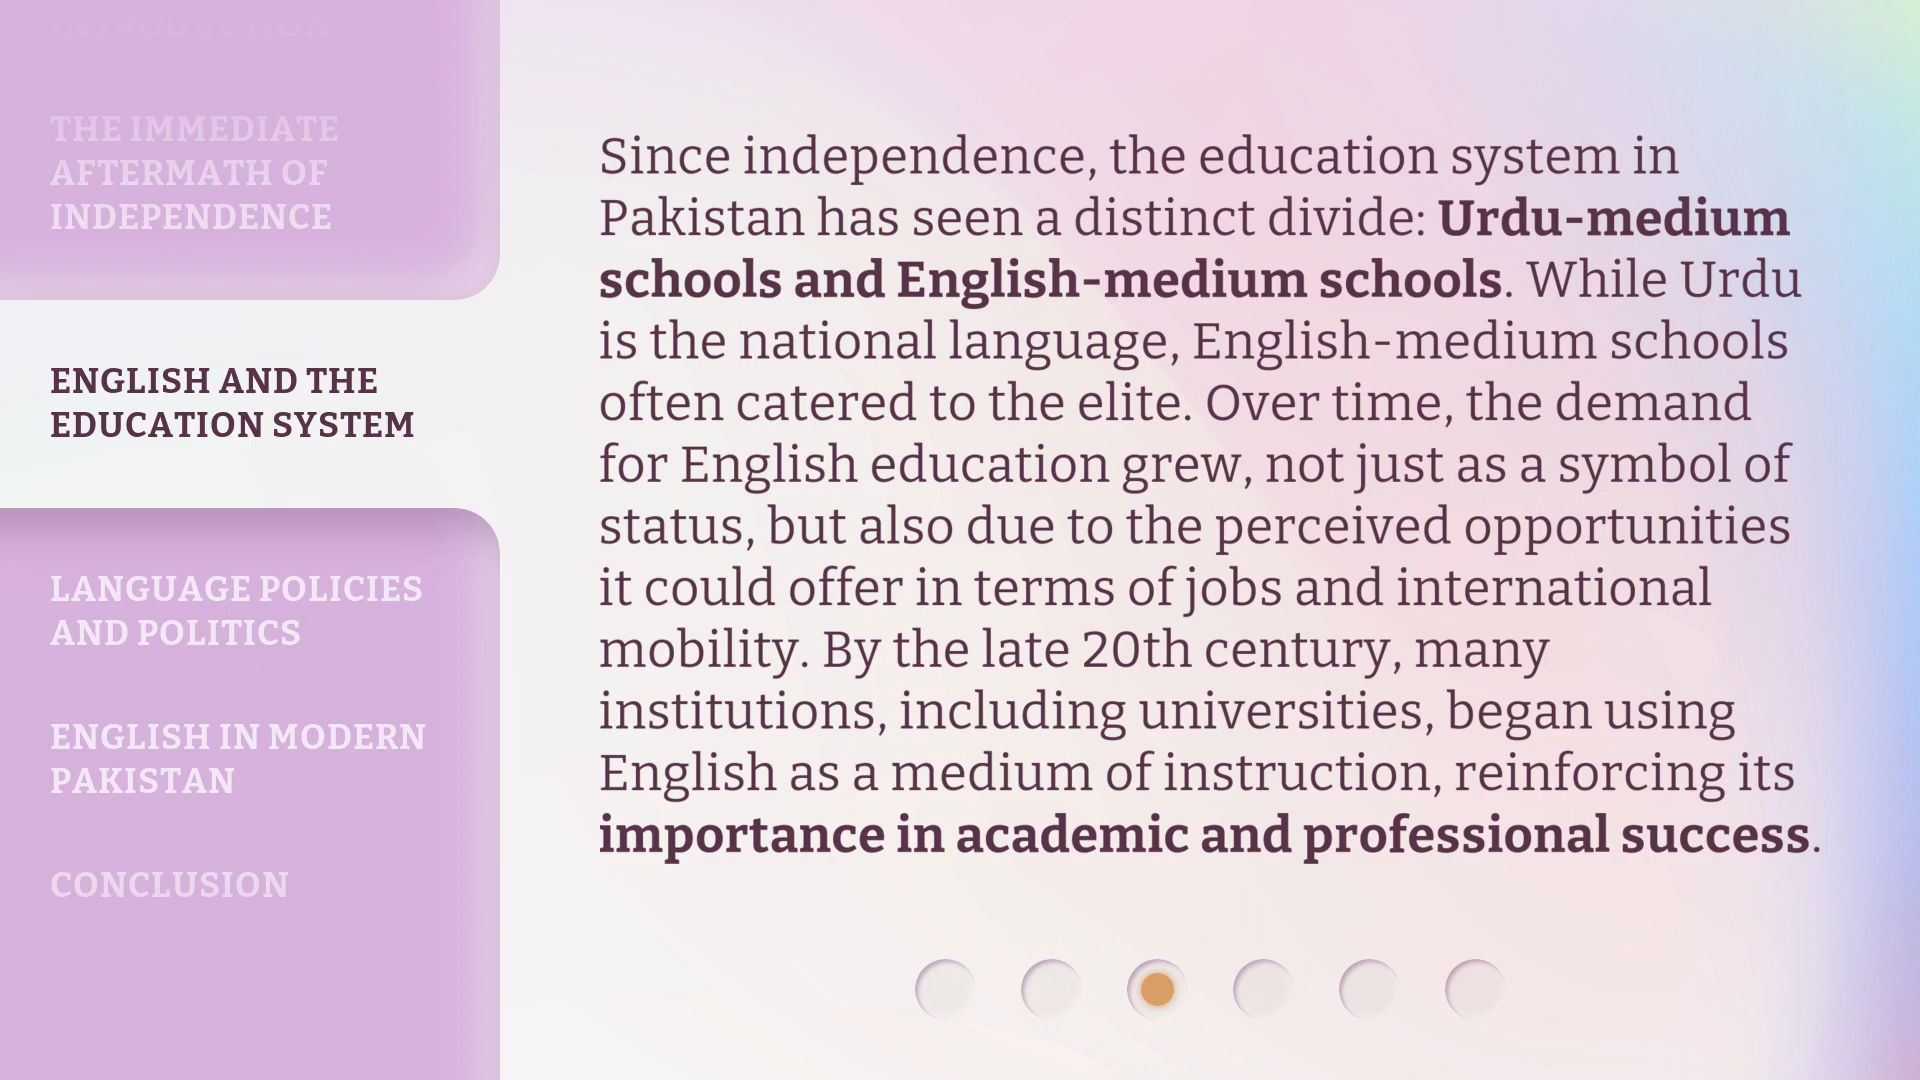 INTRODUCTION
THE IMMEDIATE
AFTERMATH OF
INDEPENDENCE
ENGLISH AND THE
EDUCATION SYSTEM
LANGUAGE POLICIES
AND POLITICS
ENGLISH IN MODERN
PAKISTAN
CONCLUSION
Since independence, the education system in
Pakistan has seen a distinct divide: Urdu-medium
schools and English-medium schools. While Urdu
is the national language, English-medium schools
often catered to the elite. Over time, the demand
for English education grew, not just as a symbol of
status, but also due to the perceived opportunities
it could offer in terms of jobs and international
mobility. By the late 20th century, many
institutions, including universities, began using
English as a medium of instruction, reinforcing its
importance in academic and professional success.